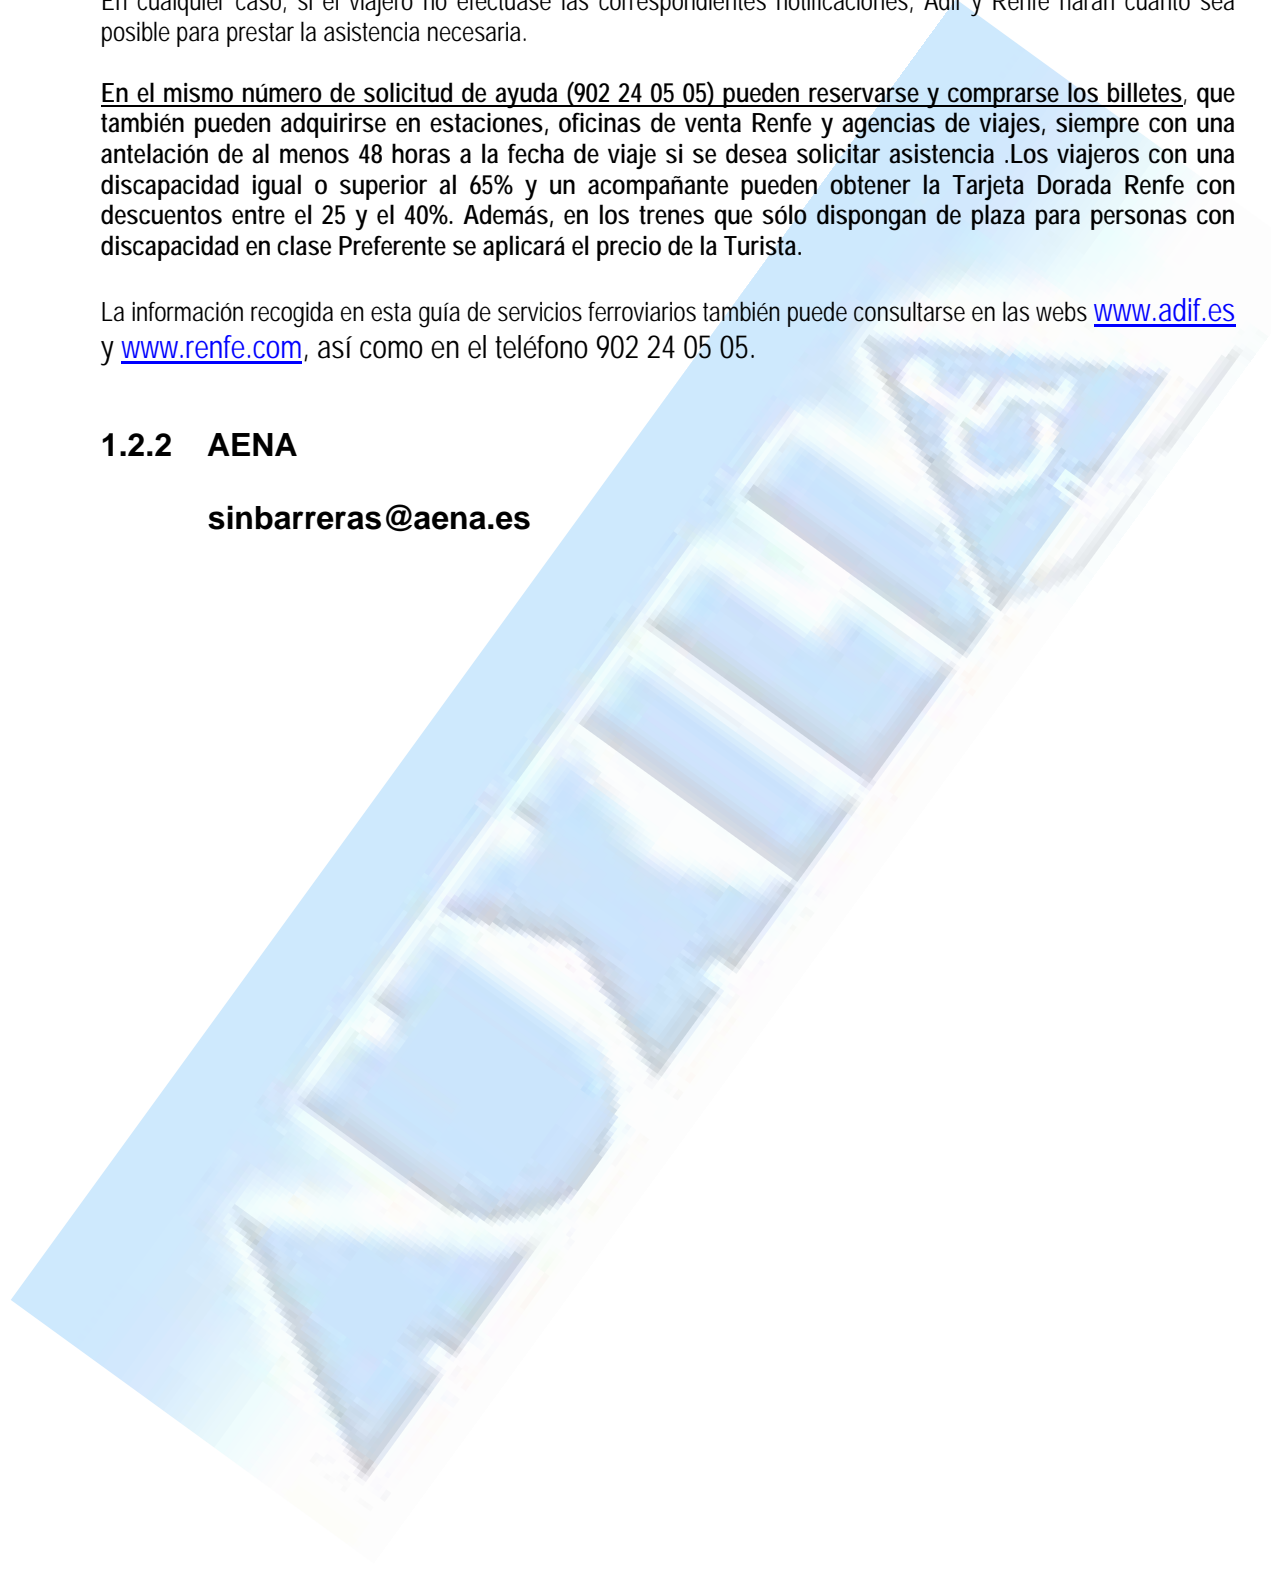 En cualquier caso, si el viajero no efectuase las correspondientes notificaciones, Adif y Renfe harán cuanto sea
posible para prestar la asistencia necesaria.
En el mismo número de solicitud de ayuda (902 24 05 05) pueden reservarse y comprarse los billetes, que
también pueden adquirirse en estaciones, oficinas de venta Renfe y agencias de viajes, siempre con una
antelación de al menos 48 horas a la fecha de viaje si se desea solicitar asistencia .Los viajeros con una
discapacidad igual o superior al 65% y un acompañante pueden obtener la Tarjeta Dorada Renfe con
descuentos entre el 25 y el 40%. Además, en los trenes que sólo dispongan de plaza para personas con
discapacidad en clase Preferente se aplicará el precio de la Turista.
La información recogida en esta guía de servicios ferroviarios también puede consultarse en las webs www.adif.es
y www.renfe.com, así como en el teléfono 902 24 05 05.
1.2.2 AENA
sinbarreras@aena.es
AUXILIA